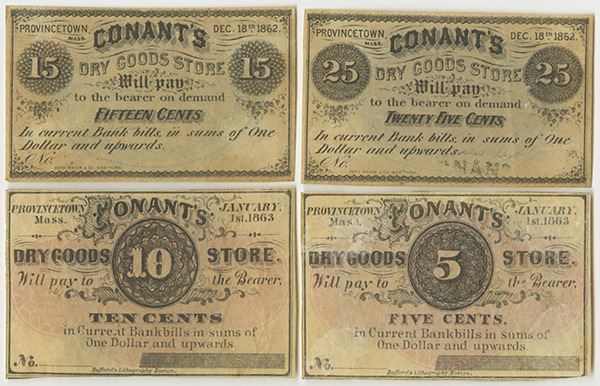 PROVINCETOWN, MASS. DEC. 18TH 1862.
CONANT'S
15 DRY GOODS STORE 15
Will pay
to the bearer on demand
FIFTEEN CENTS
In current Bank bills, in sums of One
Dollar and upwards.
No.
PROVINCETOWN, MASS. DEC. 18TH 1862.
CONANT'S
25 DRY GOODS STORE 25
Will pay
to the bearer on demand
TWENTY FIVE CENTS,
In current Bank bills, in sums of One
Dollar and upwards.
No.
PROVINCETOWN Mass. CONANT'S JANUARY. 1st. 1863
DRY GOODS 10 STORE.
Will pay to the Bearer,
TEN CENTS
in Current Bankbills in sums of
One Dollar and upwards.
No.
Bufford's Lithography Boston.
PROVINCETOWN Mass. CONANT'S JANUARY. 1st. 1863
DRY GOODS 5 STORE.
Will pay to the Bearer,
FIVE CENTS,
in Current Bankbills in sums of
One Dollar and upwards.
No.
Bufford's Lithography Boston.